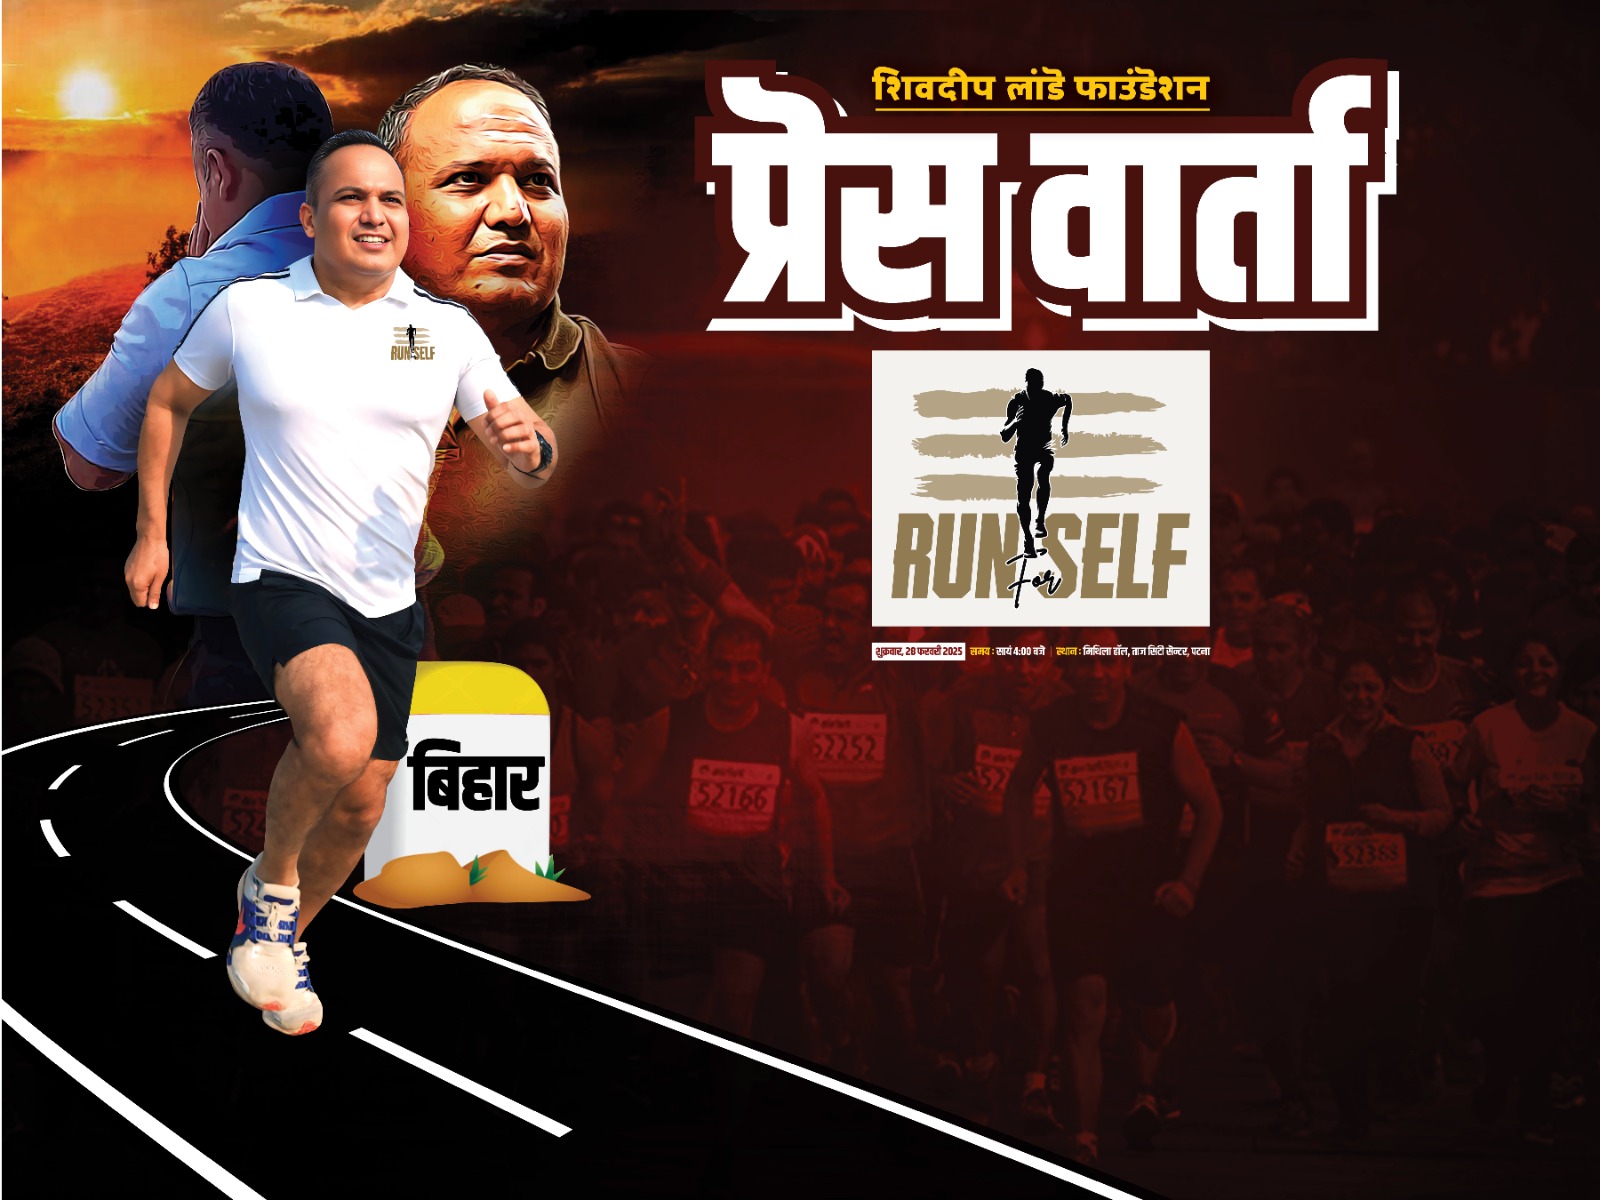 शिवदीप लांडे फाउंडेशन
प्रेस वार्ता
RUN SELF
RUN For SELF
शुक्रवार, 28 फरवरी 2025 समय : सायं 4:00 बजे | स्थान : मिथिला हॉल, ताज सिटी सेन्टर, पटना
बिहार
52252
52166
52167
52368